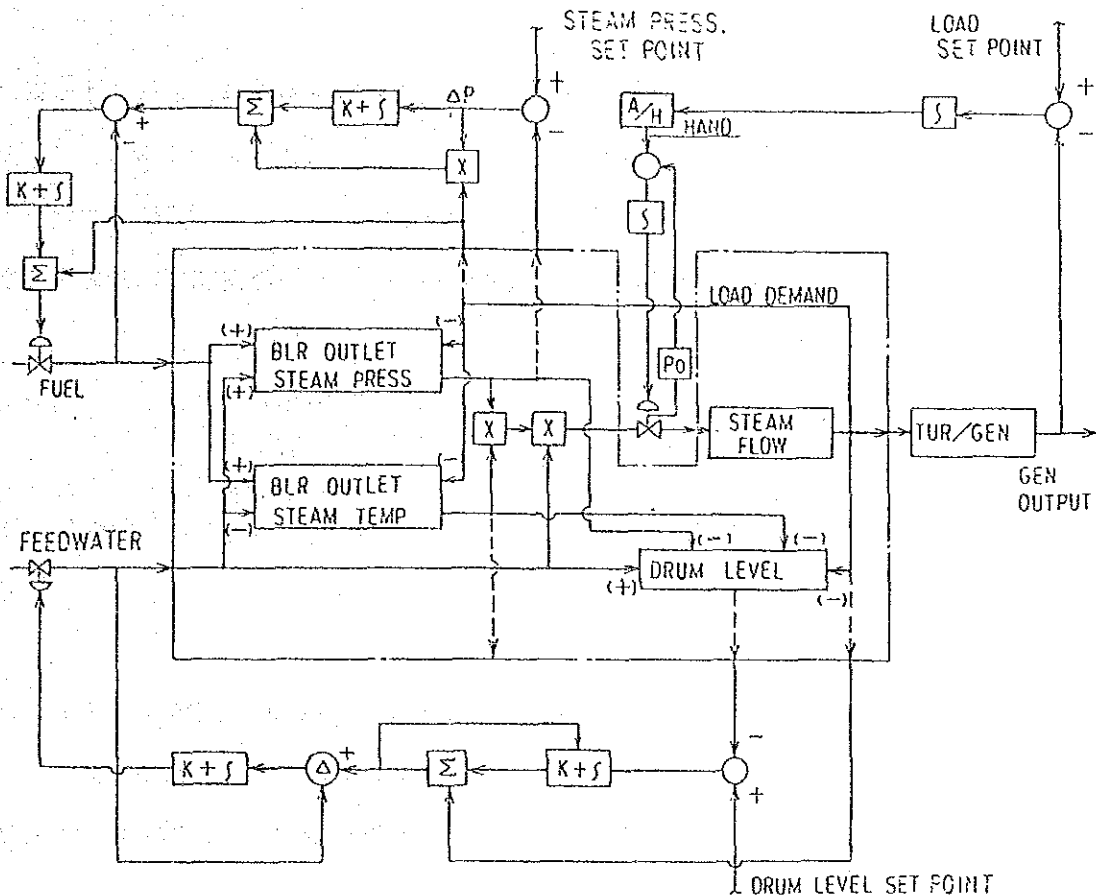 STEAM PRESS.
SET POINT
LOAD
SET POINT
+
-
+
-
ΔP
A/H
HAND
∫
K+∫
Σ
+
-
X
K+∫
∫
Σ
LOAD DEMAND
(+)
(-)
BLR OUTLET
STEAM PRESS
(+)
Po
FUEL
X
X
STEAM
FLOW
TUR/GEN
(+)
(-)
BLR OUTLET
STEAM TEMP
(-)
GEN
OUTPUT
FEEDWATER
(-)
(-)
DRUM LEVEL
(+)
(-)
-
+
K+∫
Δ
+
Σ
K+∫
DRUM LEVEL SET POINT